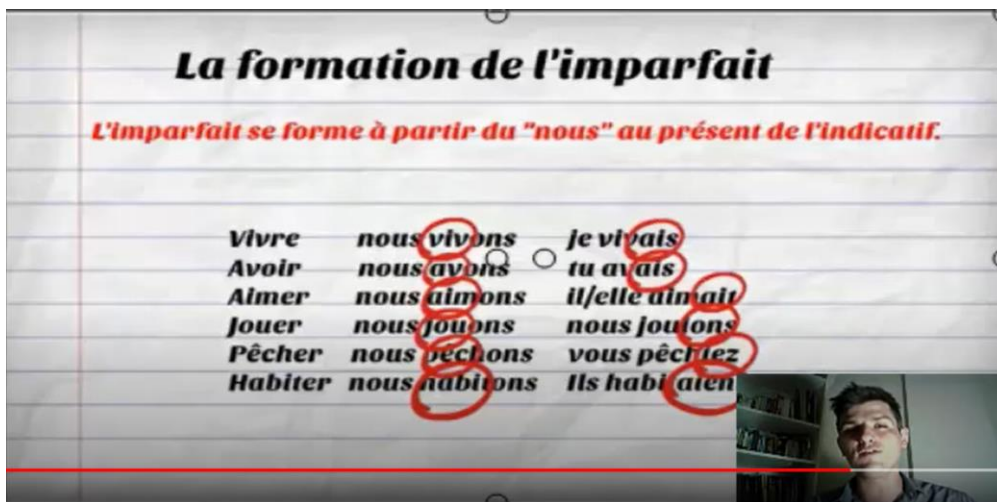 La formation de l'imparfait
L'imparfait se forme à partir du "nous" au présent de l'indicatif.
Vivre nous vivons je vivais
Avoir nous avons tu avais
Aimer nous aimons il/elle aimait
Jouer nous jouons nous jouions
Pêcher nous pêchons vous pêchiez
Habiter nous habitons Ils